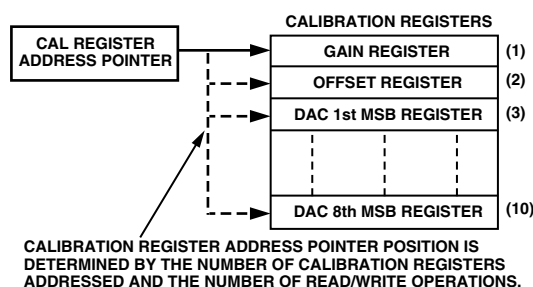 CALIBRATION REGISTERS
CAL REGISTER
ADDRESS POINTER
GAIN REGISTER (1)
OFFSET REGISTER (2)
DAC 1st MSB REGISTER (3)
DAC 8th MSB REGISTER (10)
CALIBRATION REGISTER ADDRESS POINTER POSITION IS
DETERMINED BY THE NUMBER OF CALIBRATION REGISTERS
ADDRESSED AND THE NUMBER OF READ/WRITE OPERATIONS.